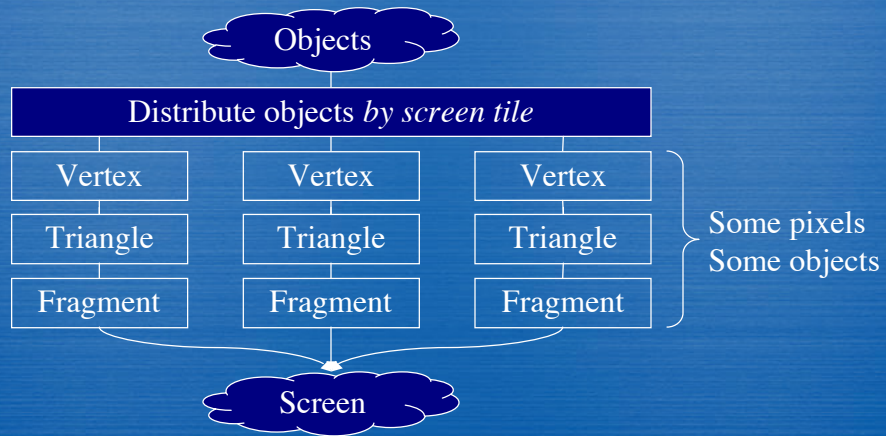 Objects
Distribute objects by screen tile
Vertex Vertex Vertex
Triangle Triangle Triangle
Fragment Fragment Fragment
Some pixels
Some objects
Screen